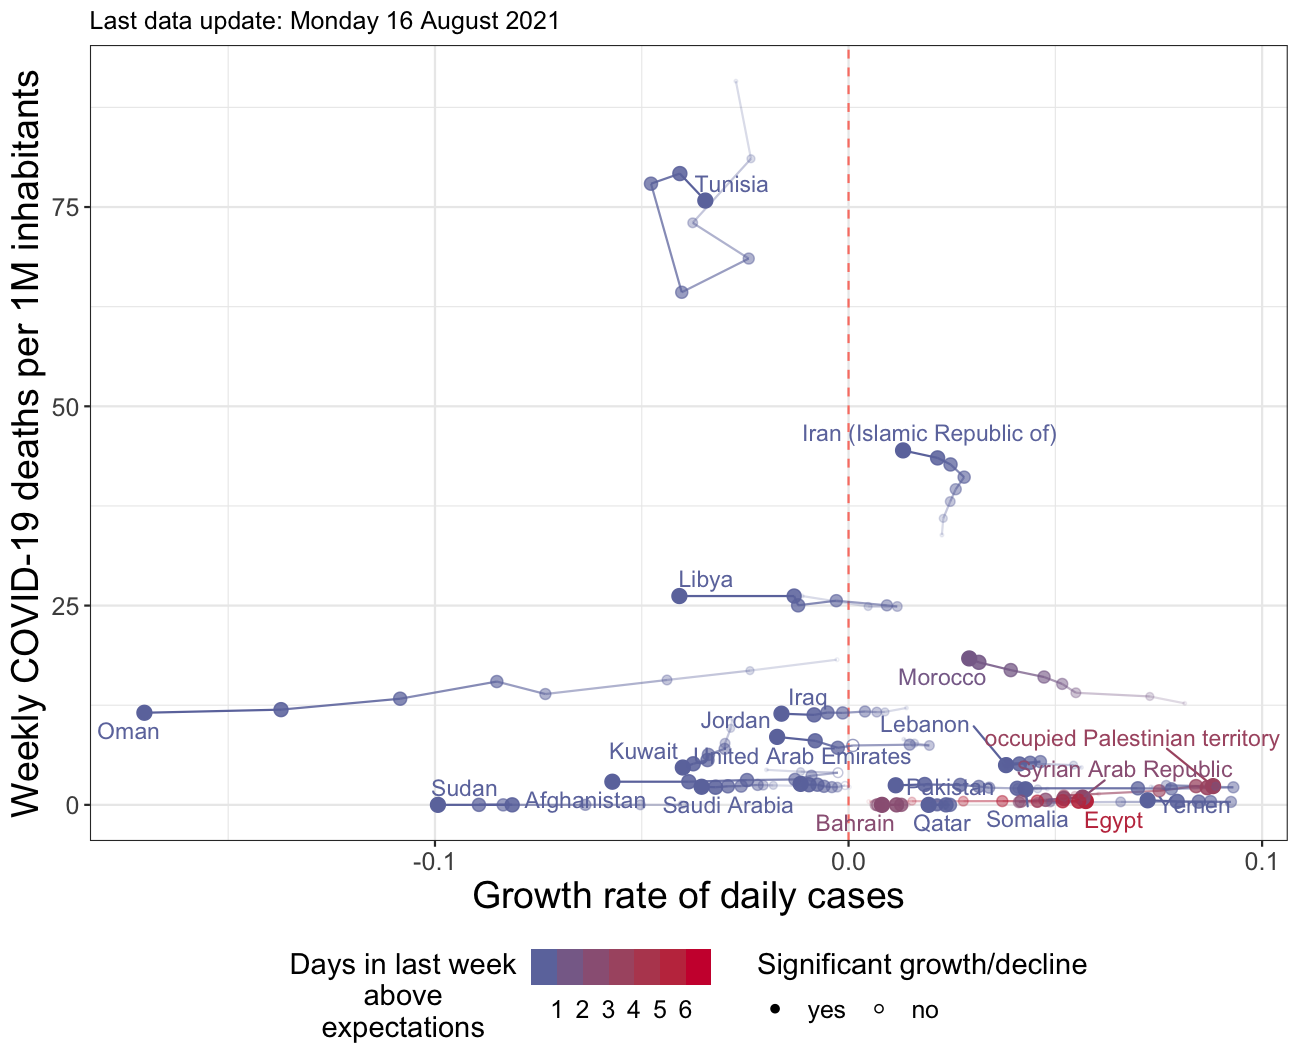 Last data update: Monday 16 August 2021
Weekly COVID-19 deaths per 1M inhabitants
75
50
25
0
Tunisia
Iran (Islamic Republic of)
Libya
Morocco
Iraq
Oman
Jordan
Lebanon
occupied Palestinian territory
Kuwait
United Arab Emirates
Syrian Arab Republic
Sudan
Afghanistan
Saudi Arabia
Pakistan
Yemen
Bahrain
Qatar
Somalia
Egypt
-0.1
0.0
0.1
Growth rate of daily cases
Days in last week
above
expectations
1 2 3 4 5 6
Significant growth/decline
yes
no